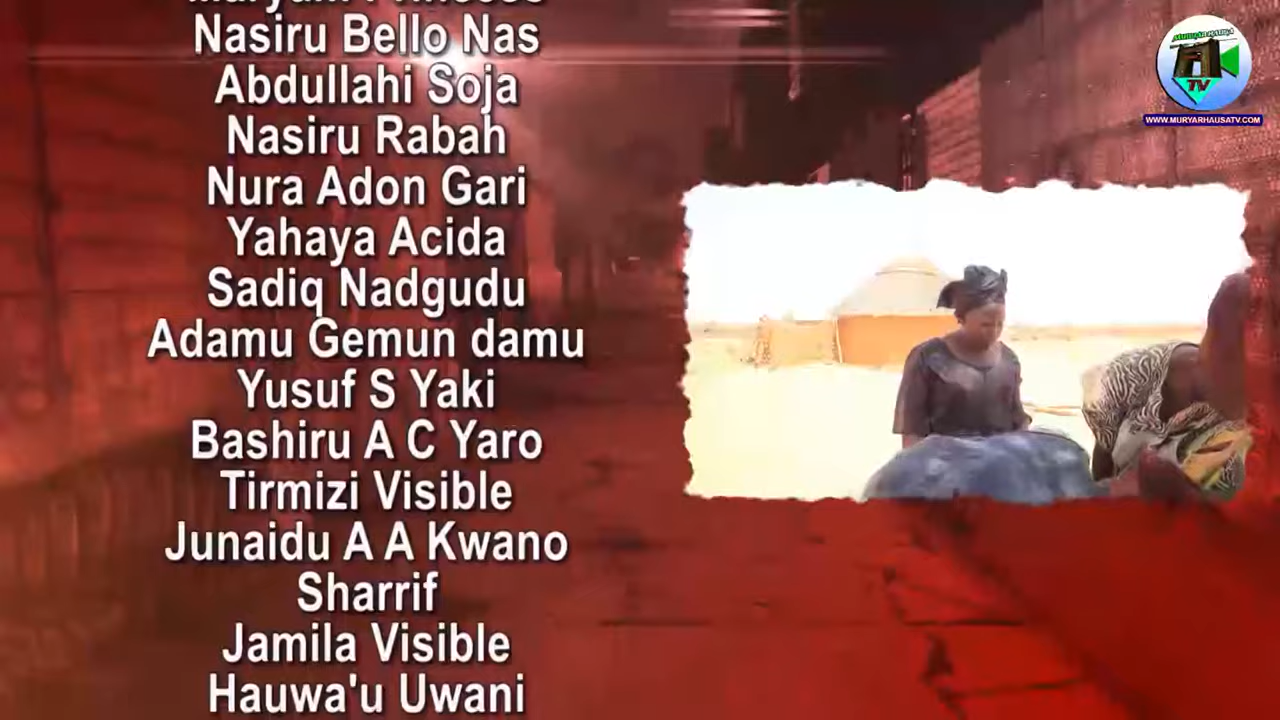 Nasiru Bello Nas
Abdullahi Soja
Nasiru Rabah
Nura Adon Gari
Yahaya Acida
Sadiq Nadgudu
Adamu Gemun damu
Yusuf S Yaki
Bashiru A C Yaro
Tirmizi Visible
Junaidu A A Kwano
Sharrif
Jamila Visible
Hauwa'u Uwani
TV
WWW.MURYARHAUSATV.COM